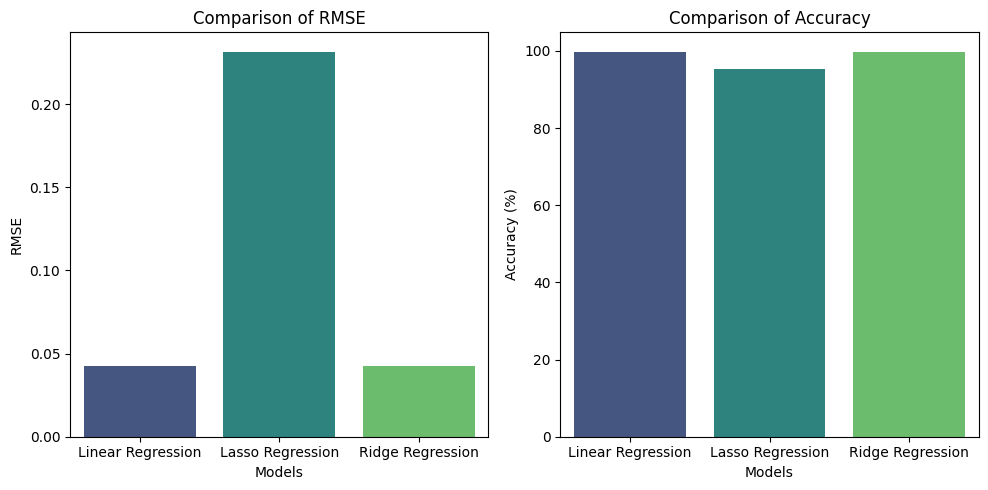 Comparison of RMSE
RMSE
0.20
0.15
0.10
0.05
0.00
Linear Regression
Lasso Regression
Ridge Regression
Models
Comparison of Accuracy
Accuracy (%)
100
80
60
40
20
0
Linear Regression
Lasso Regression
Ridge Regression
Models